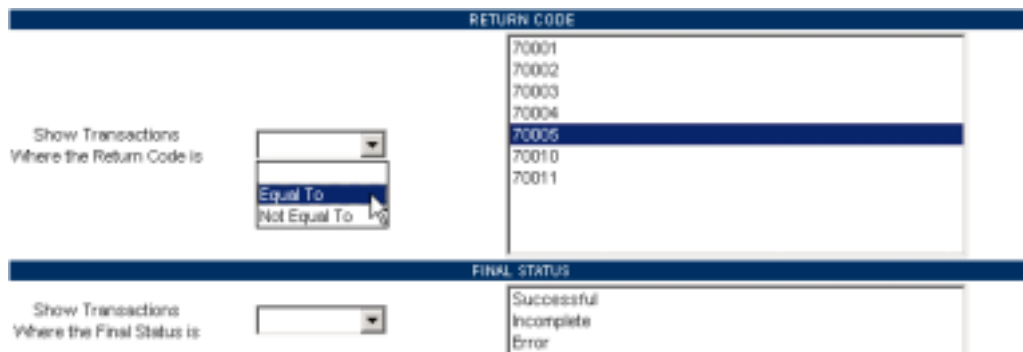 RETURN CODE
70001
70002
70003
70004
70005
70010
70011
Show Transactions
Where the Return Code is
Equal To
Not Equal To
FINAL STATUS
Show Transactions
Where the Final Status is
Successful
Incomplete
Error